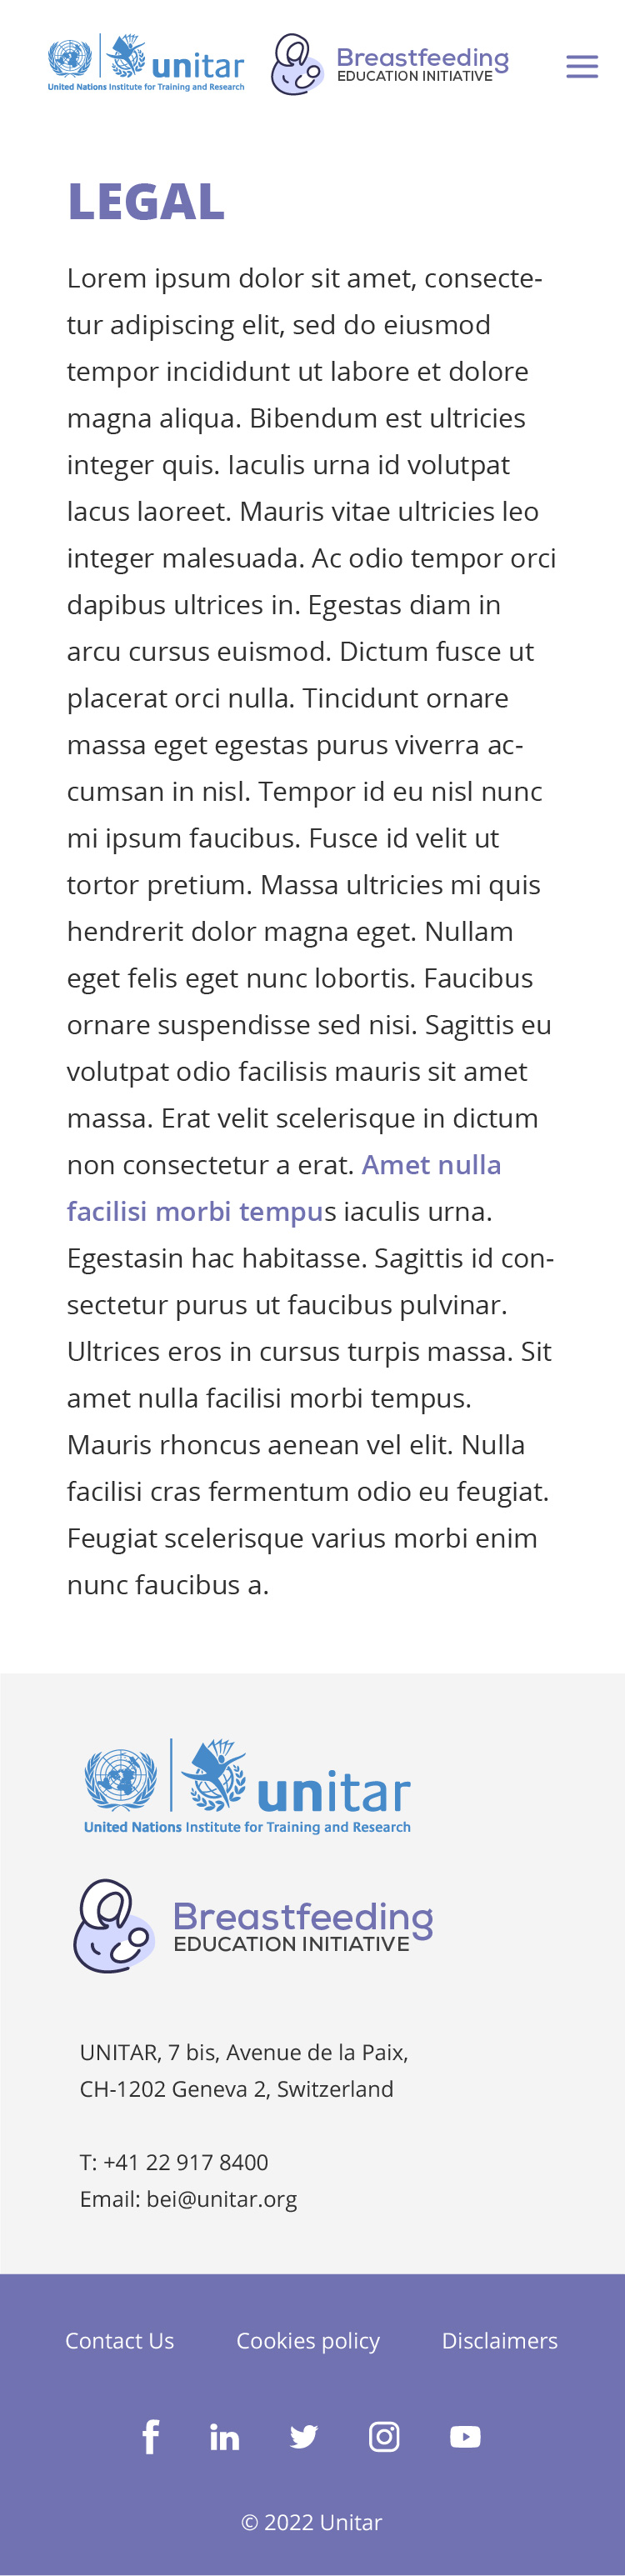 unitar
United Nations Institute for Training and Research
Breastfeeding
EDUCATION INITIATIVE
LEGAL
Lorem ipsum dolor sit amet, consecte-
tur adipiscing elit, sed do eiusmod
tempor incididunt ut labore et dolore
magna aliqua. Bibendum est ultricies
integer quis. Iaculis urna id volutpat
lacus laoreet. Mauris vitae ultricies leo
integer malesuada. Ac odio tempor orci
dapibus ultrices in. Egestas diam in
arcu cursus euismod. Dictum fusce ut
placerat orci nulla. Tincidunt ornare
massa eget egestas purus viverra ac-
cumsan in nisl. Tempor id eu nisl nunc
mi ipsum faucibus. Fusce id velit ut
tortor pretium. Massa ultricies mi quis
hendrerit dolor magna eget. Nullam
eget felis eget nunc lobortis. Faucibus
ornare suspendisse sed nisi. Sagittis eu
volutpat odio facilisis mauris sit amet
massa. Erat velit scelerisque in dictum
non consectetur a erat. Amet nulla
facilisi morbi tempus iaculis urna.
Egestasin hac habitasse. Sagittis id con-
sectetur purus ut faucibus pulvinar.
Ultrices eros in cursus turpis massa. Sit
amet nulla facilisi morbi tempus.
Mauris rhoncus aenean vel elit. Nulla
facilisi cras fermentum odio eu feugiat.
Feugiat scelerisque varius morbi enim
nunc faucibus a.
unitar
United Nations Institute for Training and Research
Breastfeeding
EDUCATION INITIATIVE
UNITAR, 7 bis, Avenue de la Paix,
CH-1202 Geneva 2, Switzerland
T: +41 22 917 8400
Email: bei@unitar.org
Contact Us Cookies policy Disclaimers
© 2022 Unitar